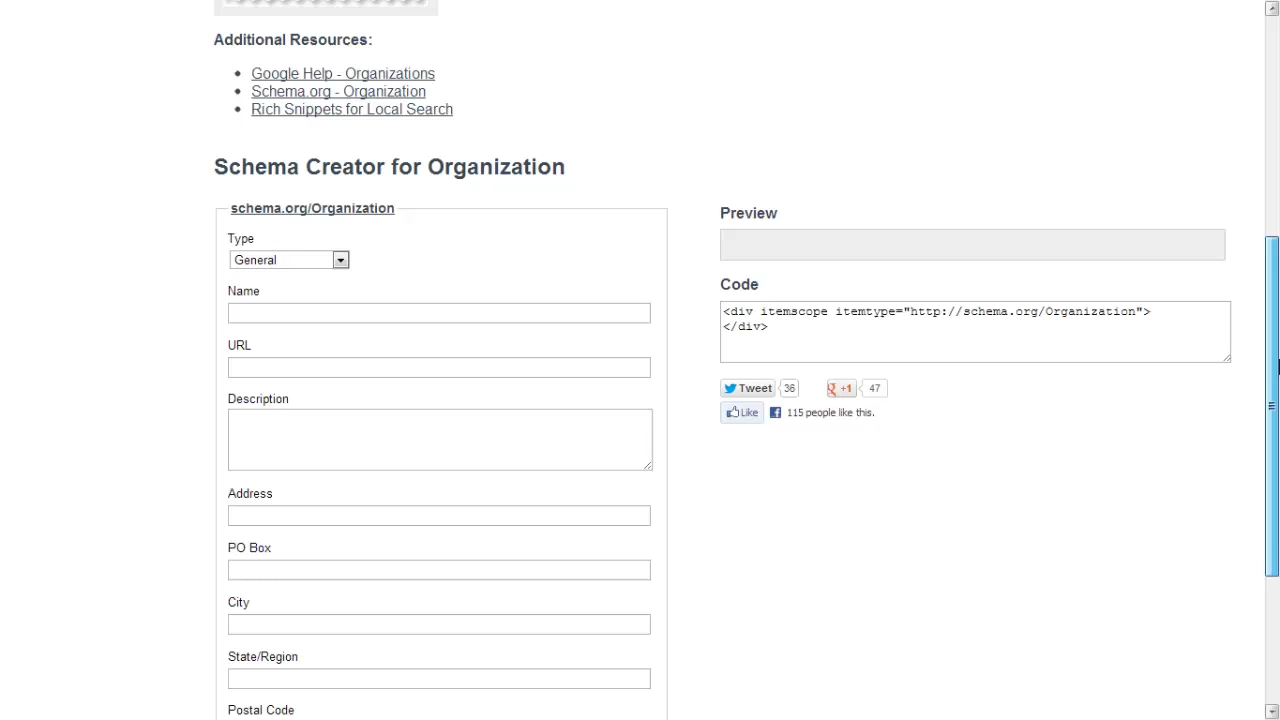 Additional Resources:
Google Help - Organizations
Schema.org - Organization
Rich Snippets for Local Search
Schema Creator for Organization
schema.org/Organization
Type
General
Name
URL
Description
Address
PO Box
City
State/Region
Postal Code
Preview
Code
<div itemscope itemtype="http://schema.org/Organization">
</div>
Tweet 36 +1 47
Like 115 people like this.